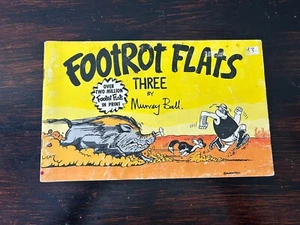 FOOTROT FLATS
THREE
BY
Murray Ball.
OVER
TWO MILLION
Footrot Flats
IN PRINT